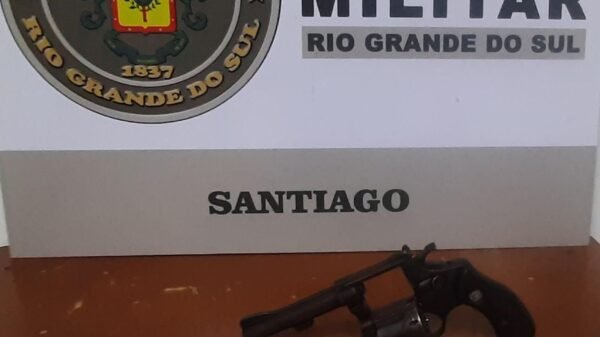 MILITAR
RIO GRANDE DO SUL
1837
RIO GRANDE DO SUL
SANTIAGO